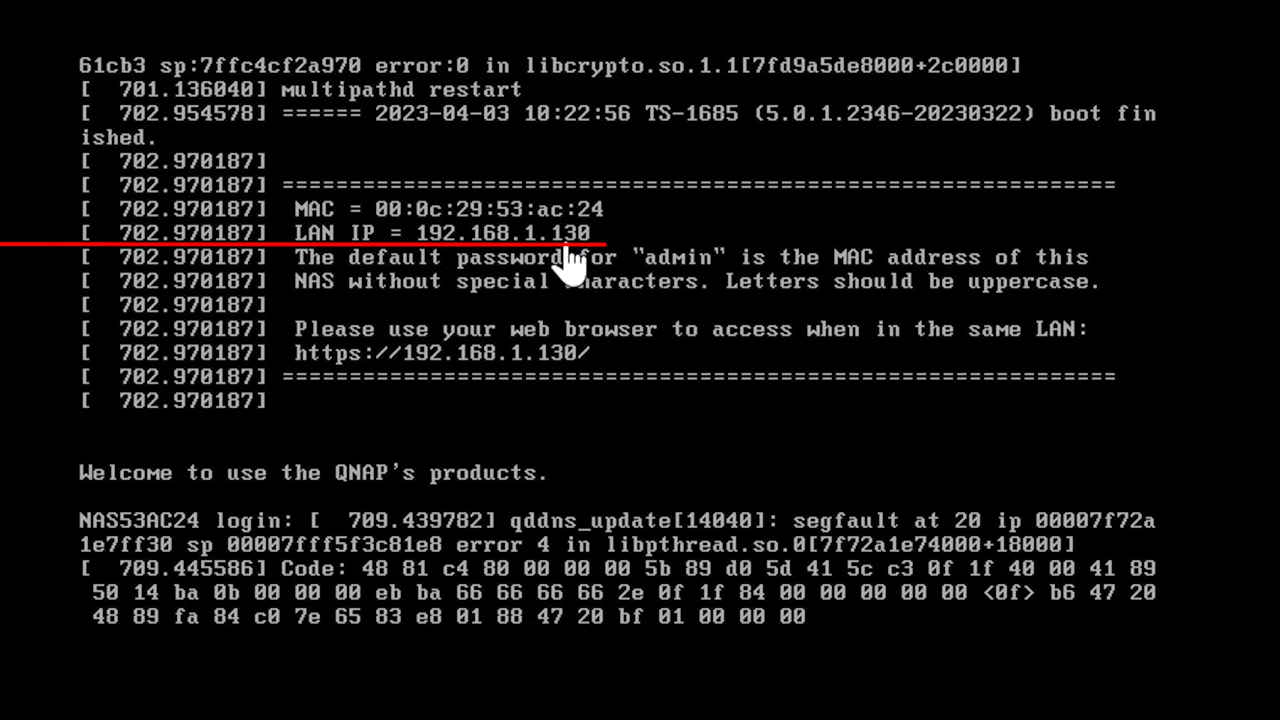 61cb3 sp:7ffc4cf2a970 error:0 in libcrypto.so.1.1[7fd9a5de8000+2c0000]
[  701.136040] multipathd restart
[  702.954578] ====== 2023-04-03 10:22:56 TS-1685 (5.0.1.2346-20230322) boot fin
ished.
[  702.970187]
[  702.970187] ==============================================================
[  702.970187]  MAC = 00:0c:29:53:ac:24
[  702.970187]  LAN IP = 192.168.1.130
[  702.970187]  The default password for "admin" is the MAC address of this
[  702.970187]  NAS without special characters. Letters should be uppercase.
[  702.970187]
[  702.970187]  Please use your web browser to access when in the same LAN:
[  702.970187]  https://192.168.1.130/
[  702.970187] ==============================================================
[  702.970187]
Welcome to use the QNAP's products.
NAS53AC24 login: [  709.439782] qddns_update[14040]: segfault at 20 ip 00007f72a
1e7ff30 sp 00007fff5f3c81e8 error 4 in libpthread.so.0[7f72a1e74000+18000]
[  709.445586] Code: 48 81 c4 80 00 00 00 5b 89 d0 5d 41 5c c3 0f 1f 40 00 41 89
 50 14 ba 0b 00 00 00 eb ba 66 66 66 66 2e 0f 1f 84 00 00 00 00 00 <0f> b6 47 20
 48 89 fa 84 c0 7e 65 83 e8 01 88 47 20 bf 01 00 00 00